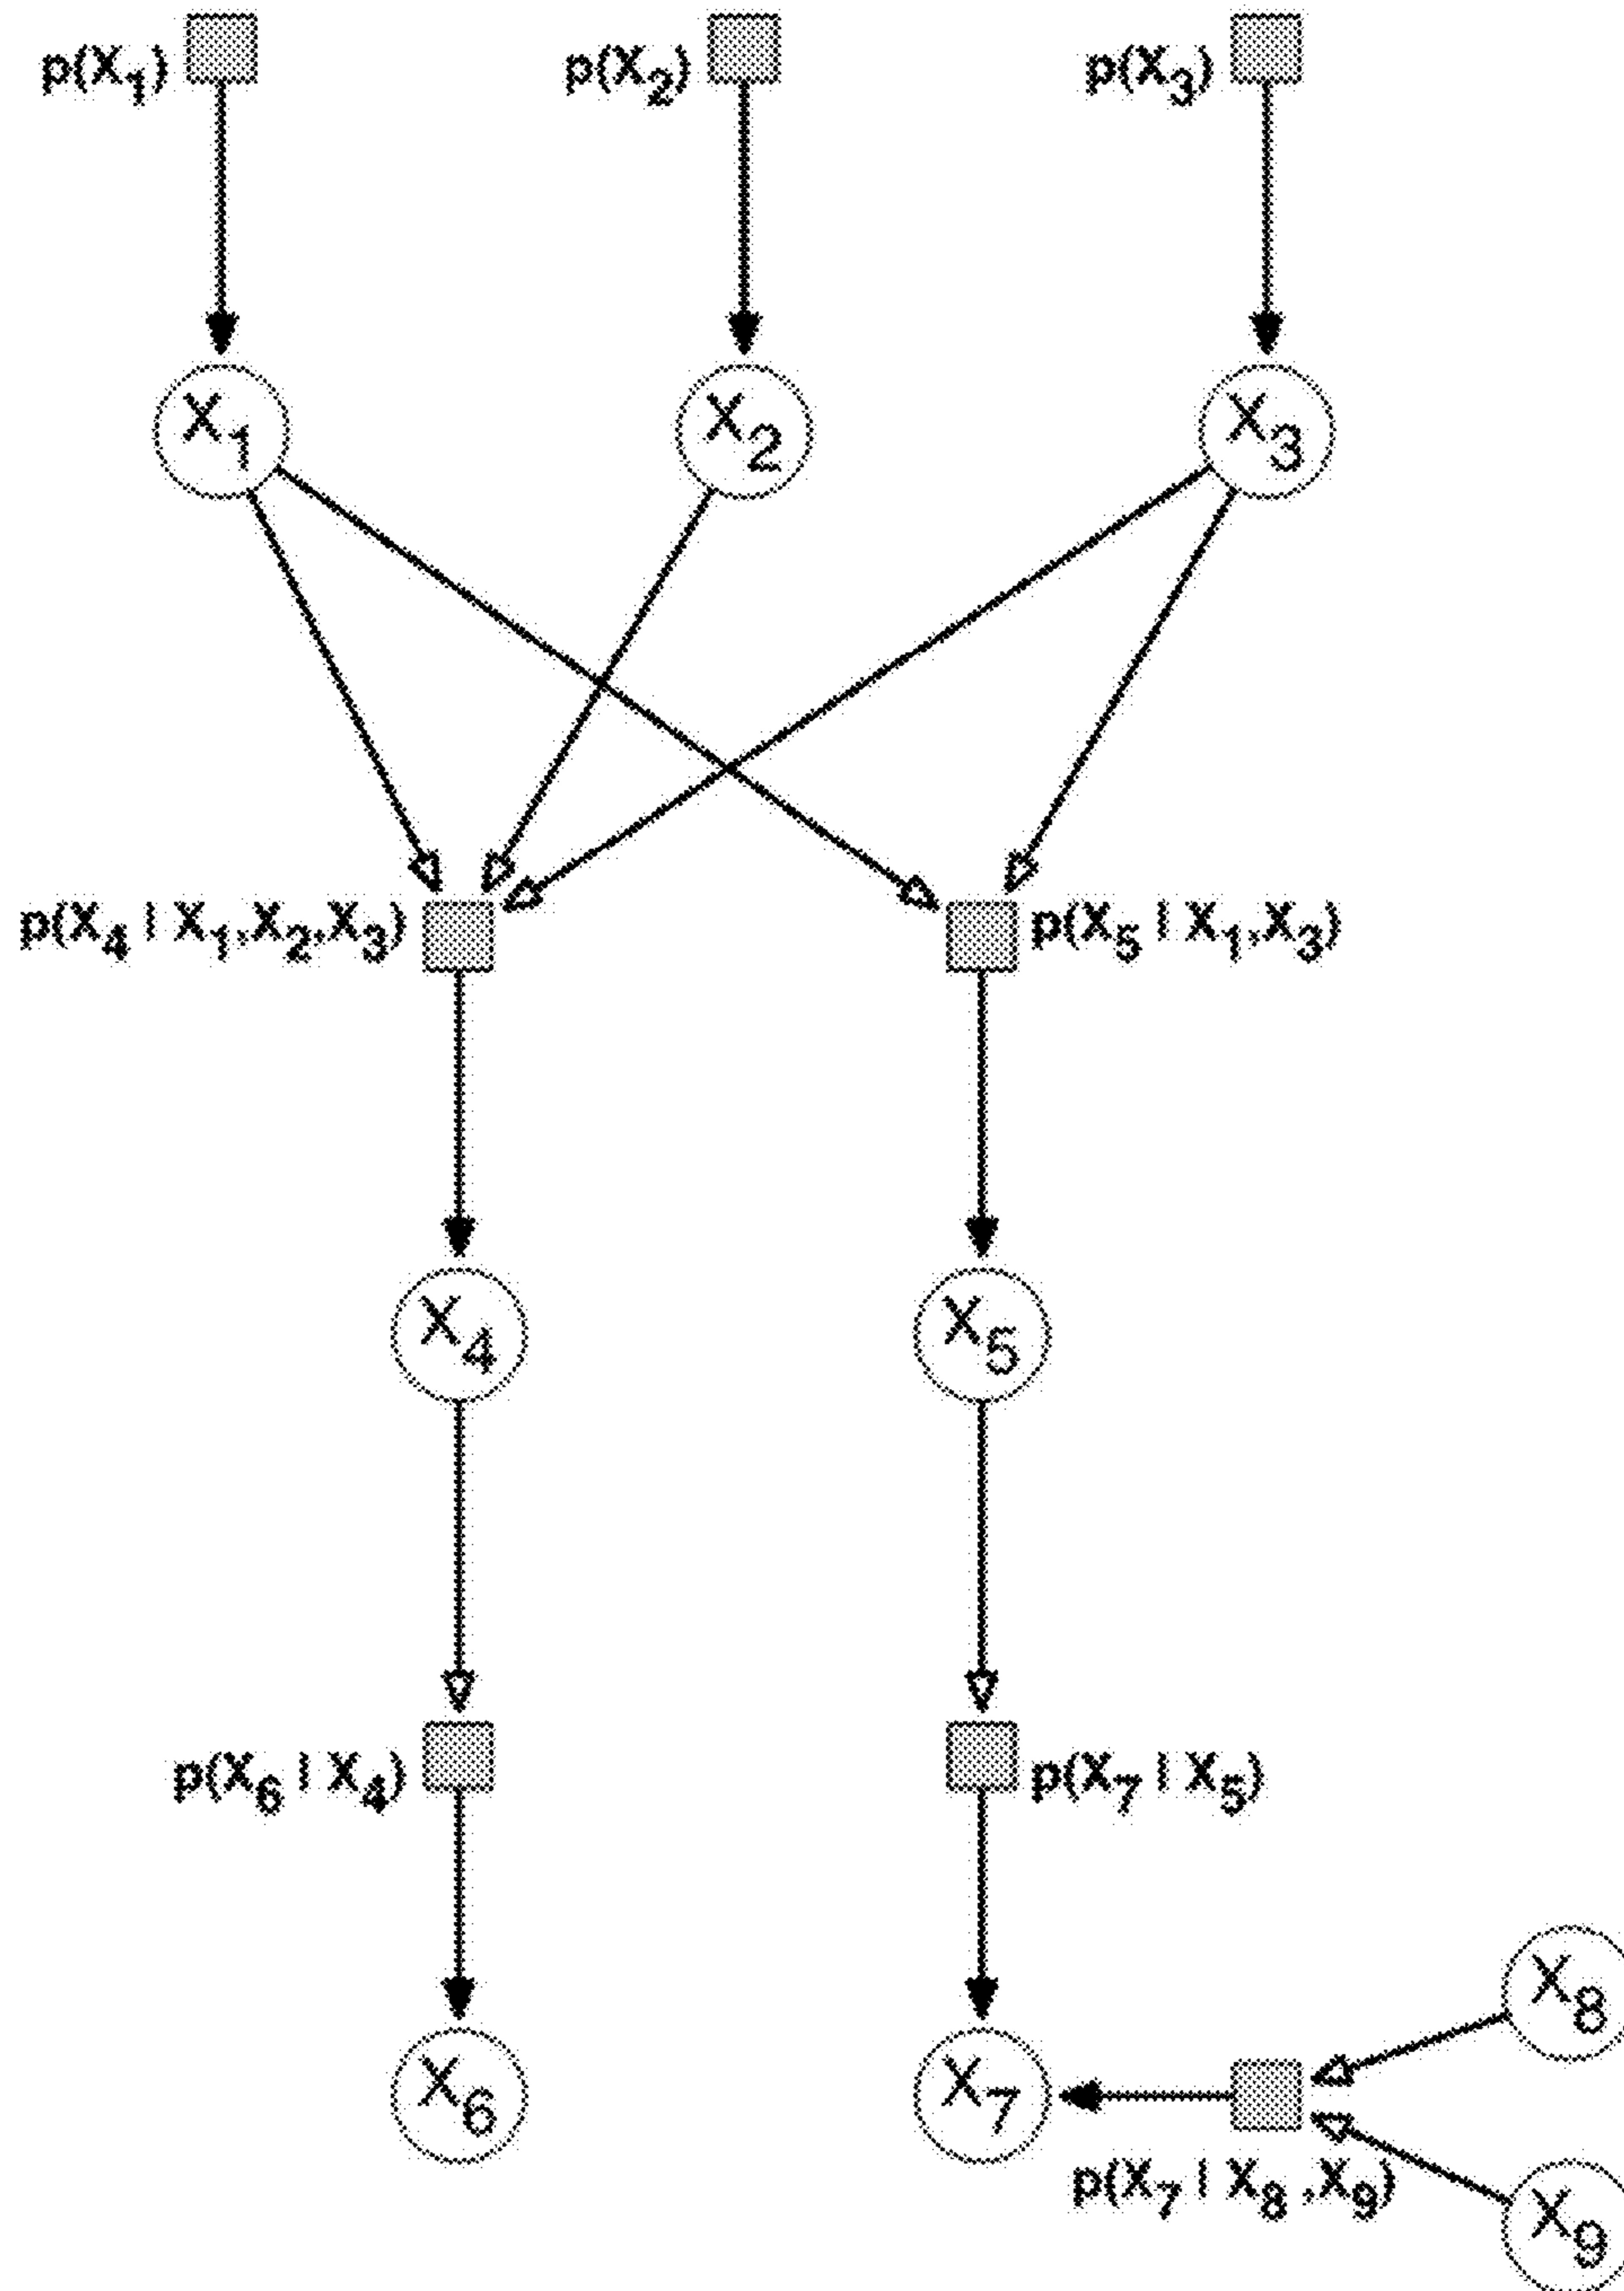 p(X₁)
p(X₂)
p(X₃)
X₁
X₂
X₃
p(X₄ | X₁,X₂,X₃)
p(X₅ | X₁,X₃)
X₄
X₅
p(X₆ | X₄)
p(X₇ | X₅)
X₈
X₆
X₇
p(X₇ | X₈ ,X₉)
X₉